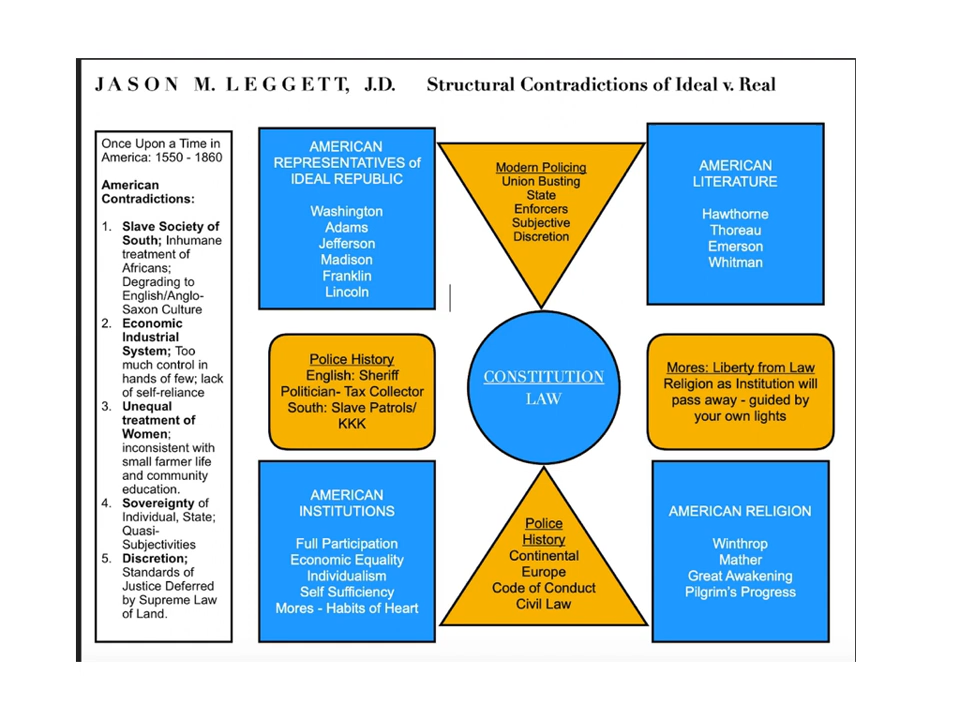 JASON M. LEGGETT, J.D. Structural Contradictions of Ideal v. Real
Once Upon a Time in
America: 1550 - 1860
American
Contradictions:
1. Slave Society of
South; Inhumane
treatment of
Africans;
Degrading to
English/Anglo-
Saxon Culture
2. Economic
Industrial
System; Too
much control in
hands of few; lack
of self-reliance
3. Unequal
treatment of
Women;
inconsistent with
small farmer life
and community
education.
4. Sovereignty of
Individual, State;
Quasi-
Subjectivities
5. Discretion;
Standards of
Justice Deferred
by Supreme Law
of Land.
AMERICAN
REPRESENTATIVES of
IDEAL REPUBLIC
Washington
Adams
Jefferson
Madison
Franklin
Lincoln
Modern Policing
Union Busting
State
Enforcers
Subjective
Discretion
AMERICAN
LITERATURE
Hawthorne
Thoreau
Emerson
Whitman
Police History
English: Sheriff
Politician- Tax Collector
South: Slave Patrols/
KKK
CONSTITUTION
LAW
Mores: Liberty from Law
Religion as Institution will
pass away - guided by
your own lights
AMERICAN
INSTITUTIONS
Full Participation
Economic Equality
Individualism
Self Sufficiency
Mores - Habits of Heart
Police
History
Continental
Europe
Code of Conduct
Civil Law
AMERICAN RELIGION
Winthrop
Mather
Great Awakening
Pilgrim's Progress